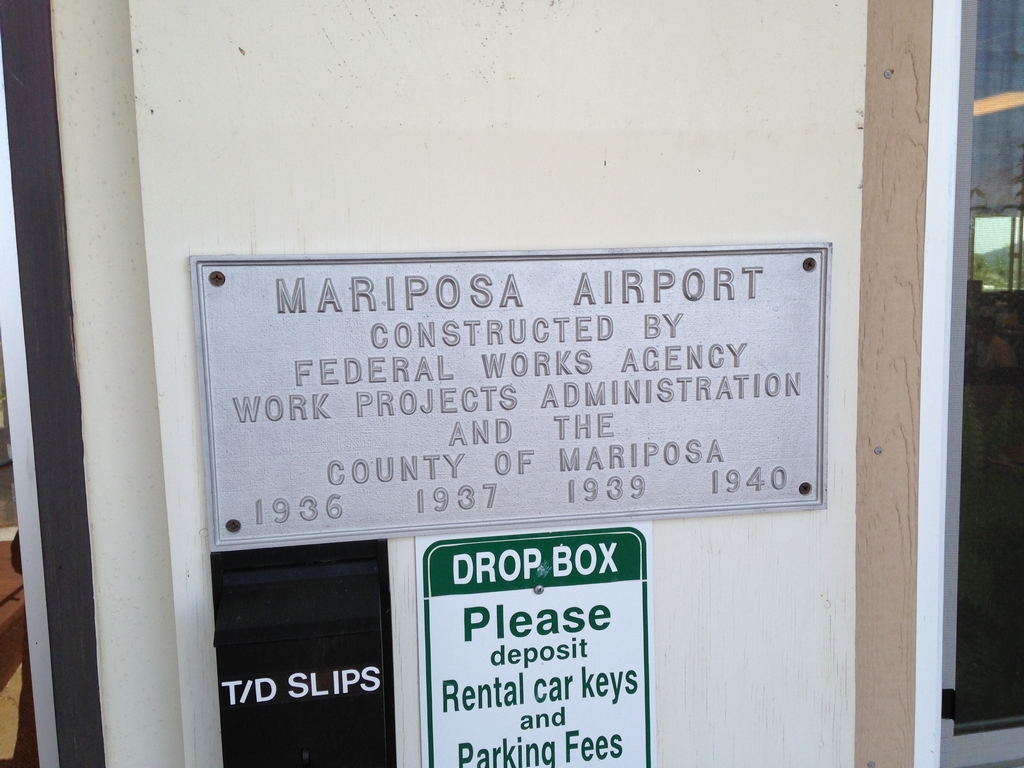 MARIPOSA AIRPORT
CONSTRUCTED BY
FEDERAL WORKS AGENCY
WORK PROJECTS ADMINISTRATION
AND THE
COUNTY OF MARIPOSA
1936 1937 1939 1940
T/D SLIPS
DROP BOX
Please
deposit
Rental car keys
and
Parking Fees